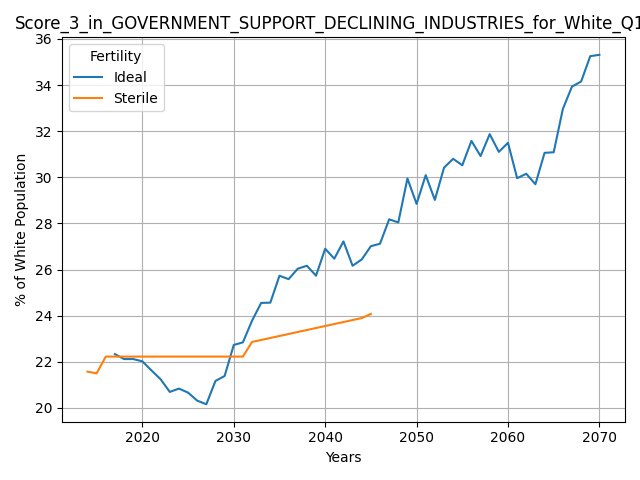 Score_3_in_GOVERNMENT_SUPPORT_DECLINING_INDUSTRIES_for_White_Q1
36
34
32
30
28
26
24
22
20
% of White Population
Fertility
Ideal
Sterile
2020 2030 2040 2050 2060 2070
Years